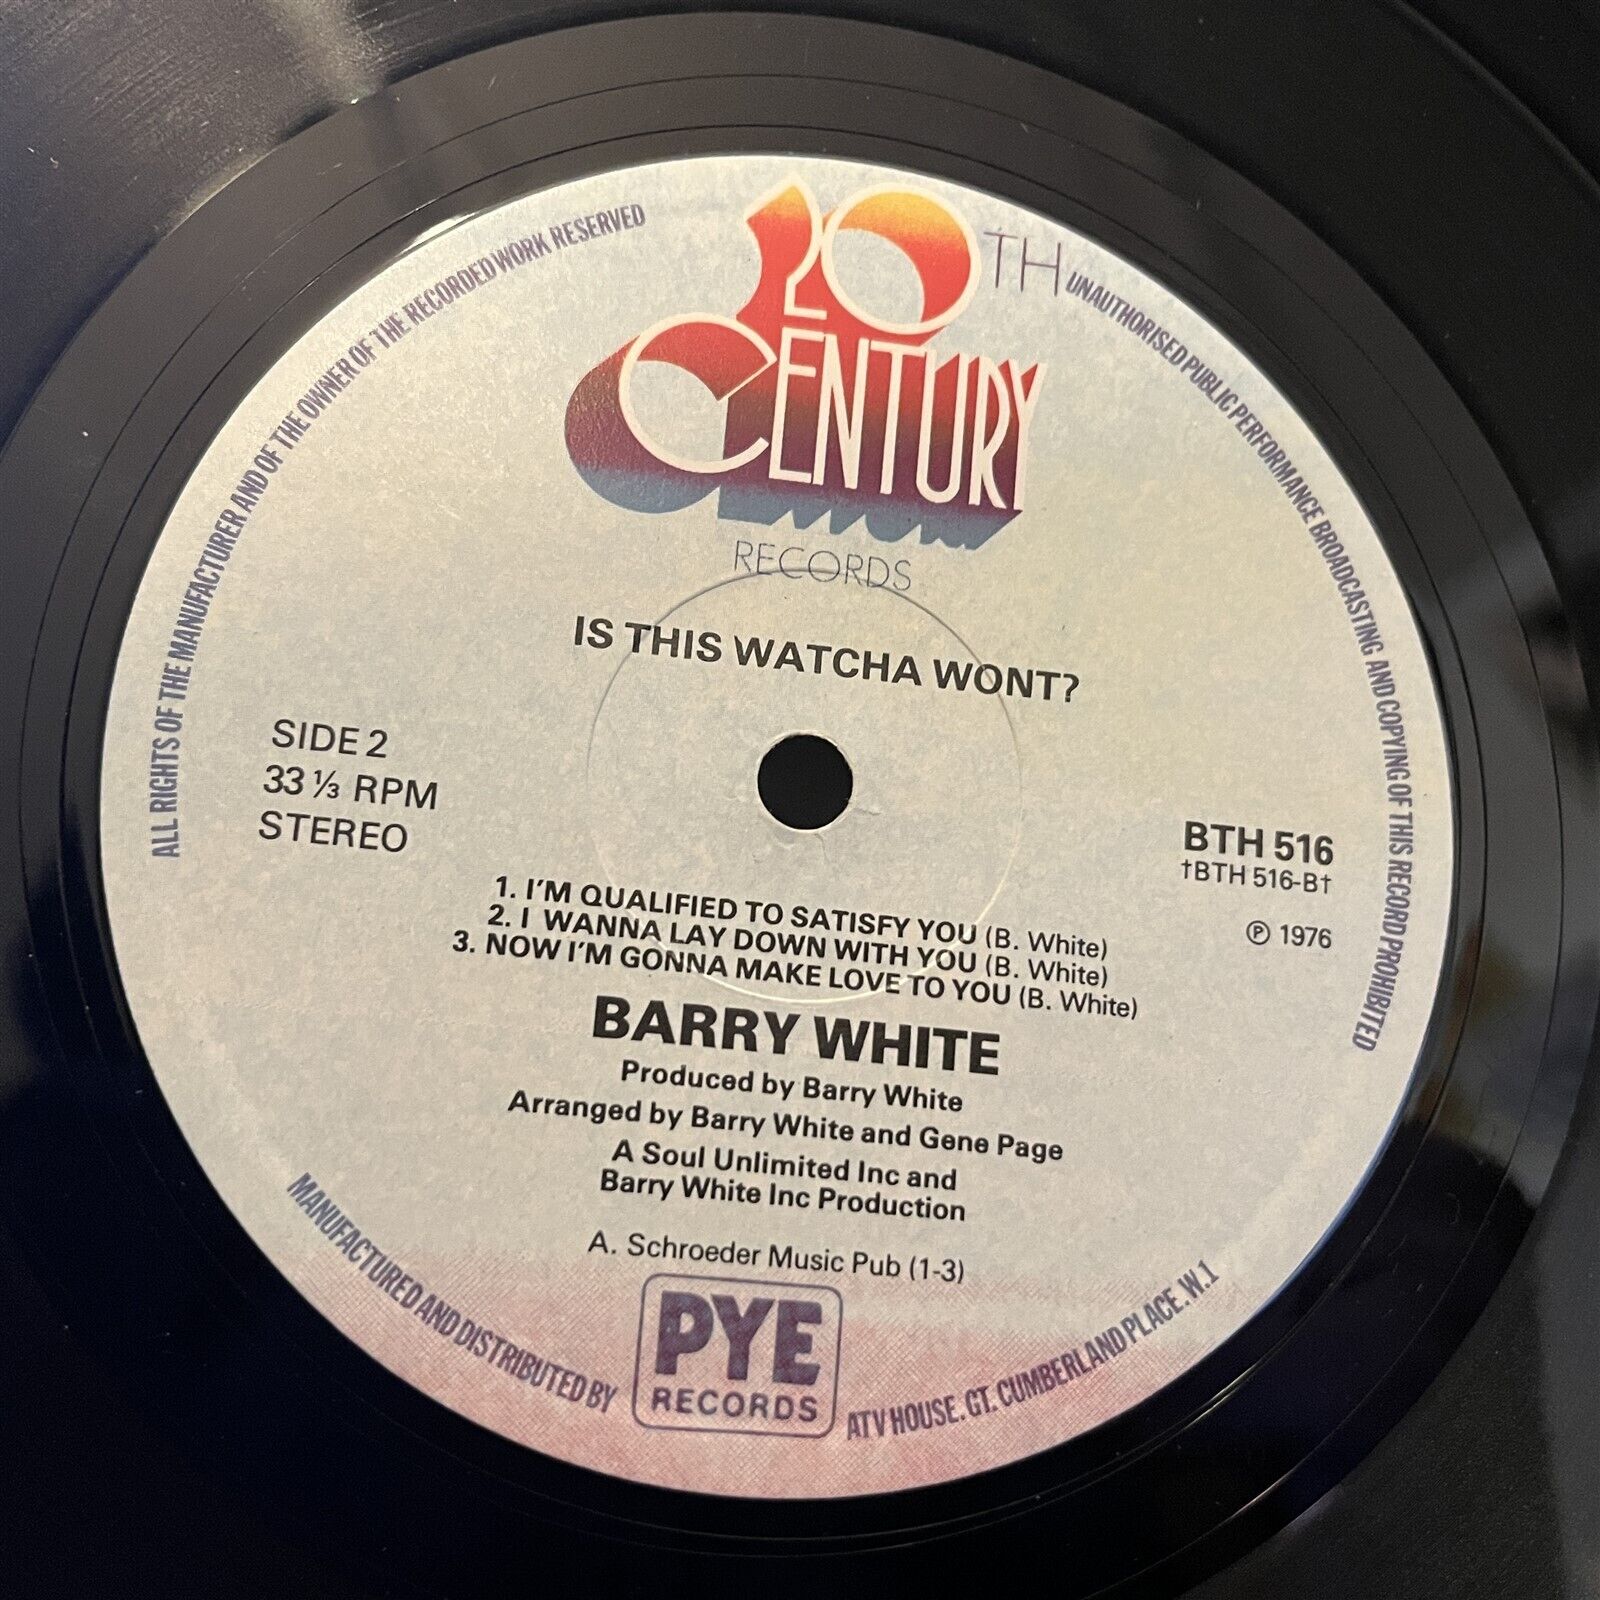 20TH
CENTURY
RECORDS
ALL RIGHTS OF THE MANUFACTURER AND OF THE OWNER OF THE RECORDED WORK RESERVED
UNAUTHORISED PUBLIC PERFORMANCE BROADCASTING AND COPYING OF THIS RECORD PROHIBITED
IS THIS WATCHA WONT?
SIDE 2
33 ⅓ RPM
STEREO
BTH 516
†BTH 516-B†
℗ 1976
1. I'M QUALIFIED TO SATISFY YOU (B. White)
2. I WANNA LAY DOWN WITH YOU (B. White)
3. NOW I'M GONNA MAKE LOVE TO YOU (B. White)
BARRY WHITE
Produced by Barry White
Arranged by Barry White and Gene Page
A Soul Unlimited Inc and
Barry White Inc Production
A. Schroeder Music Pub (1-3)
MANUFACTURED AND DISTRIBUTED BY
PYE
RECORDS
ATV HOUSE. GT. CUMBERLAND PLACE. W.1